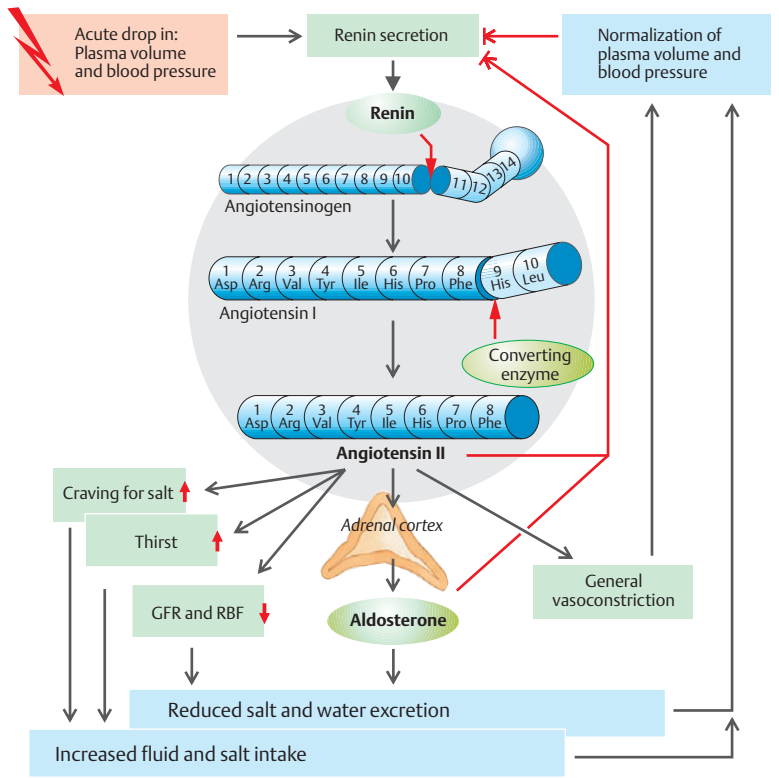 Acute drop in:
Plasma volume
and blood pressure
Renin secretion
Normalization of
plasma volume and
blood pressure
Renin
1 2 3 4 5 6 7 8 9 10 11 12 13 14
Angiotensinogen
1 2 3 4 5 6 7 8 9 10
Asp Arg Val Tyr Ile His Pro Phe His Leu
Angiotensin I
Converting
enzyme
1 2 3 4 5 6 7 8
Asp Arg Val Tyr Ile His Pro Phe
Angiotensin II
Craving for salt
Thirst
Adrenal cortex
General
vasoconstriction
GFR and RBF
Aldosterone
Reduced salt and water excretion
Increased fluid and salt intake